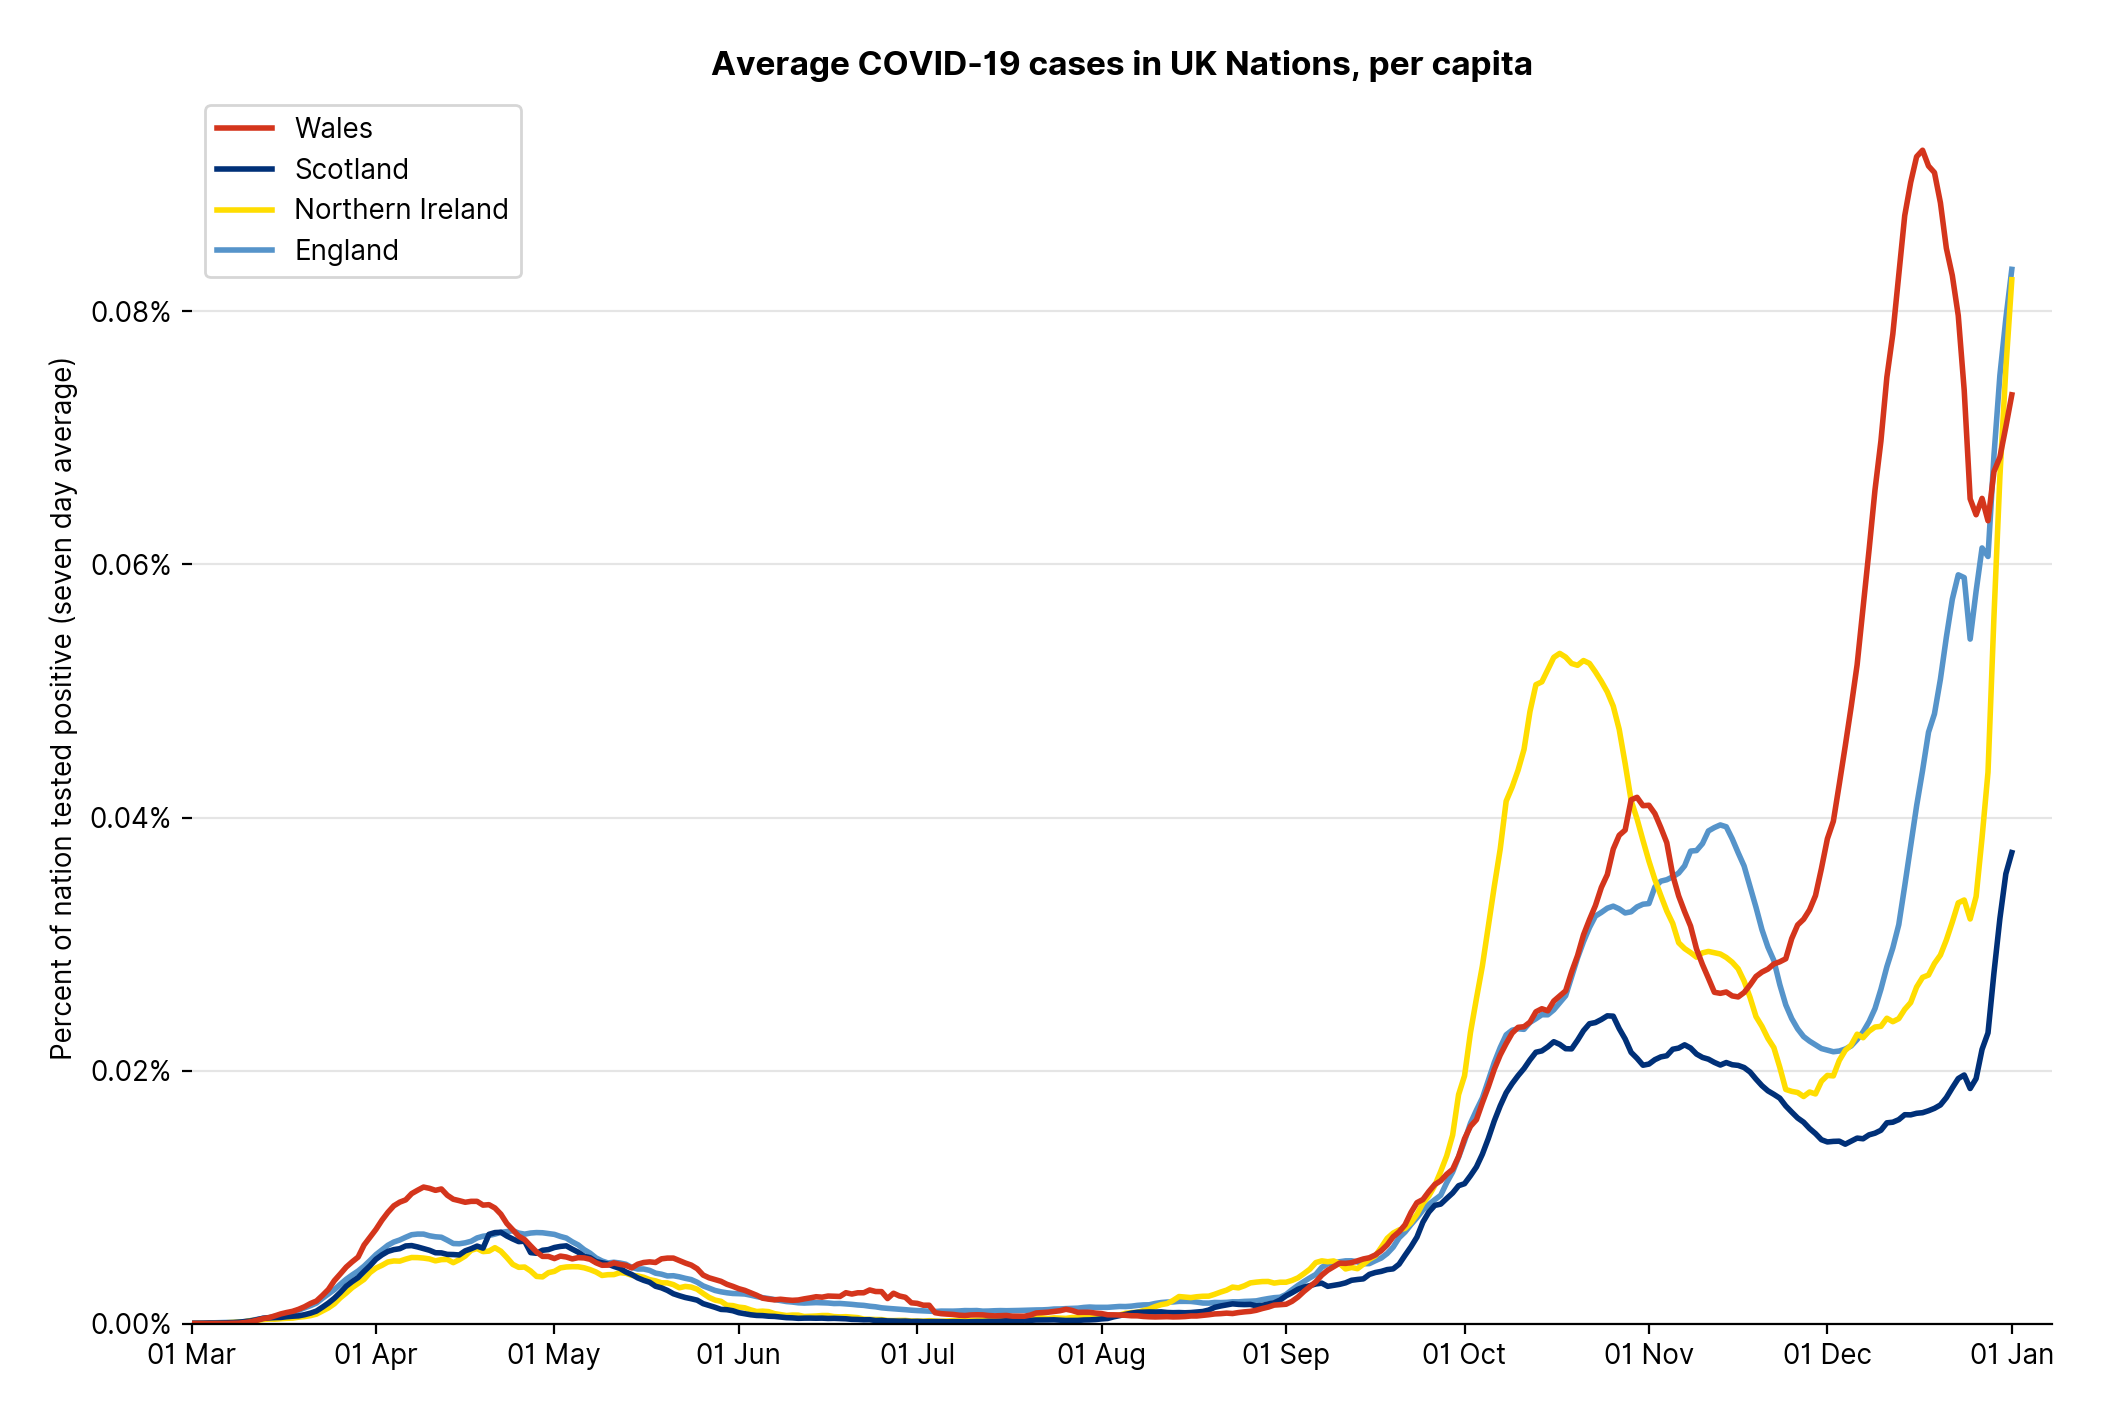 Average COVID-19 cases in UK Nations, per capita
Wales
Scotland
Northern Ireland
England
Percent of nation tested positive (seven day average)
0.08%
0.06%
0.04%
0.02%
0.00%
01 Mar
01 Apr
01 May
01 Jun
01 Jul
01 Aug
01 Sep
01 Oct
01 Nov
01 Dec
01 Jan